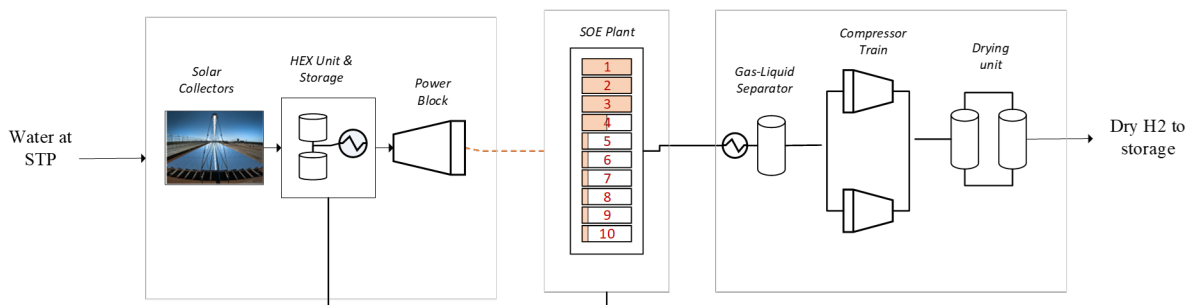 Water at
STP
Solar
Collectors
HEX Unit &
Storage
Power
Block
SOE Plant
1
2
3
4
5
6
7
8
9
10
Gas-Liquid
Separator
Compressor
Train
Drying
unit
Dry H2 to
storage